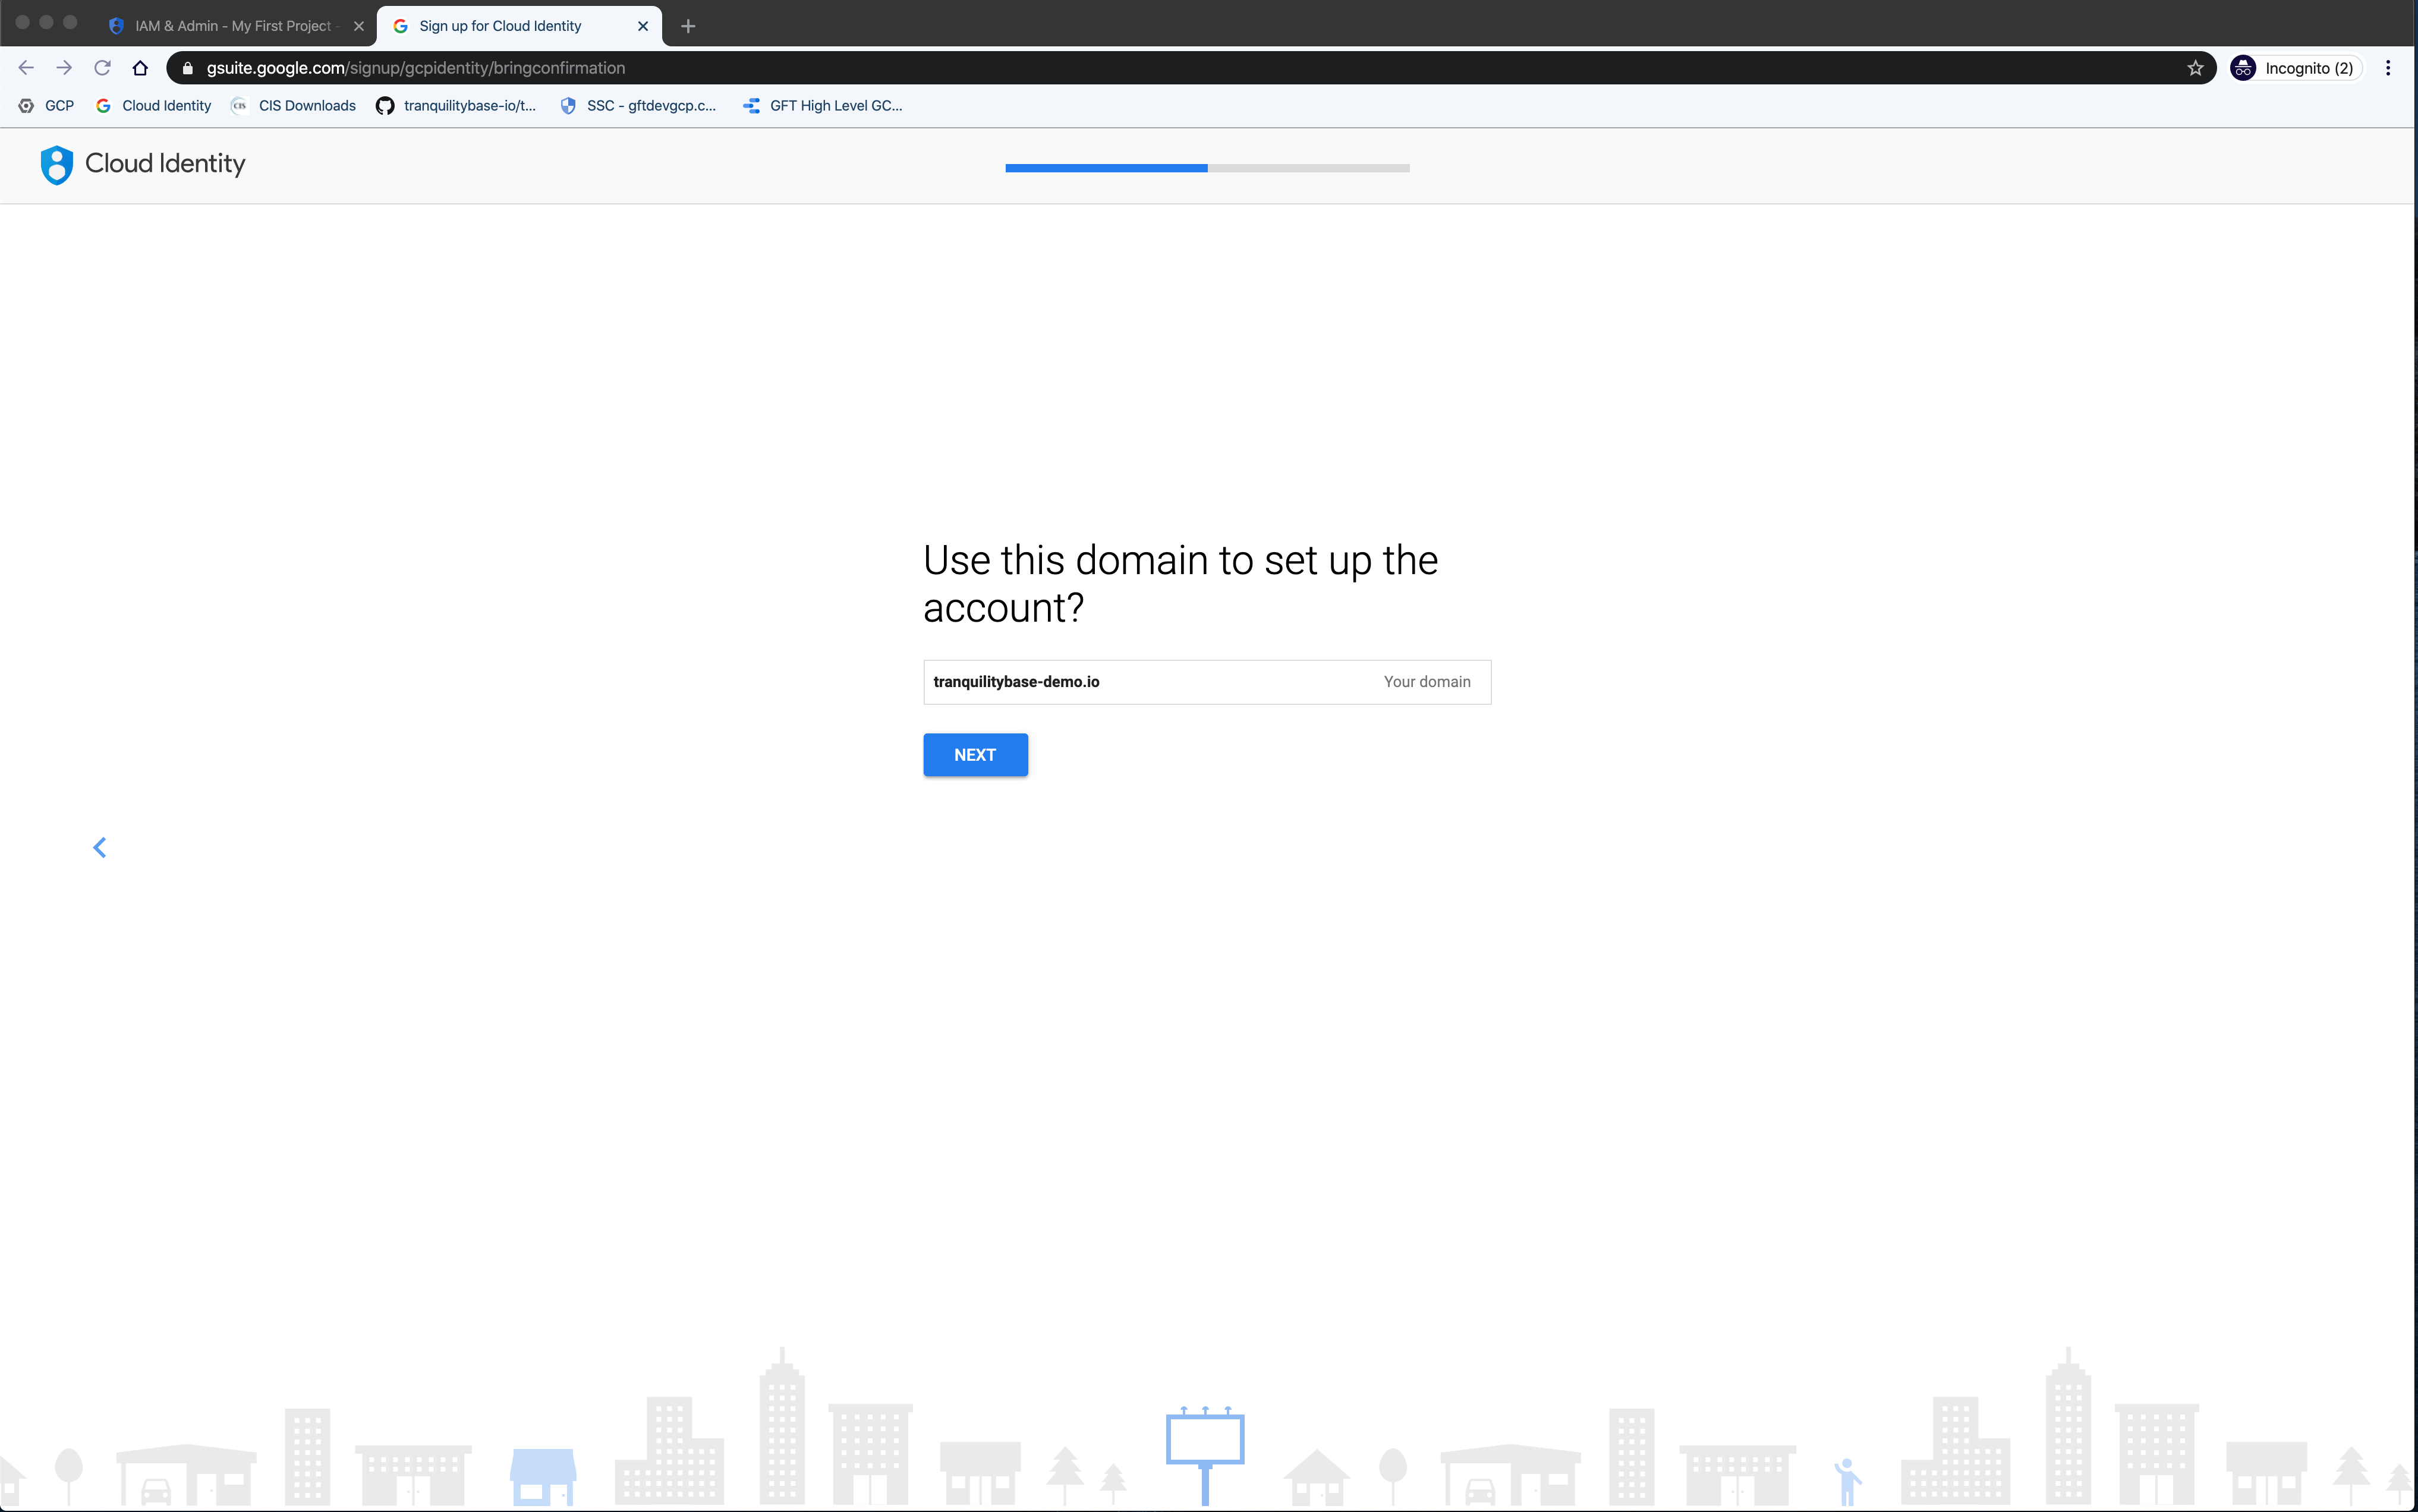 IAM & Admin - My First Project -
Sign up for Cloud Identity
gsuite.google.com/signup/gcpidentity/bringconfirmation
Incognito (2)
GCP
Cloud Identity
CIS
CIS Downloads
tranquilitybase-io/t...
SSC - gftdevgcp.c...
GFT High Level GC...
Cloud Identity
Use this domain to set up the
account?
tranquilitybase-demo.io Your domain
NEXT